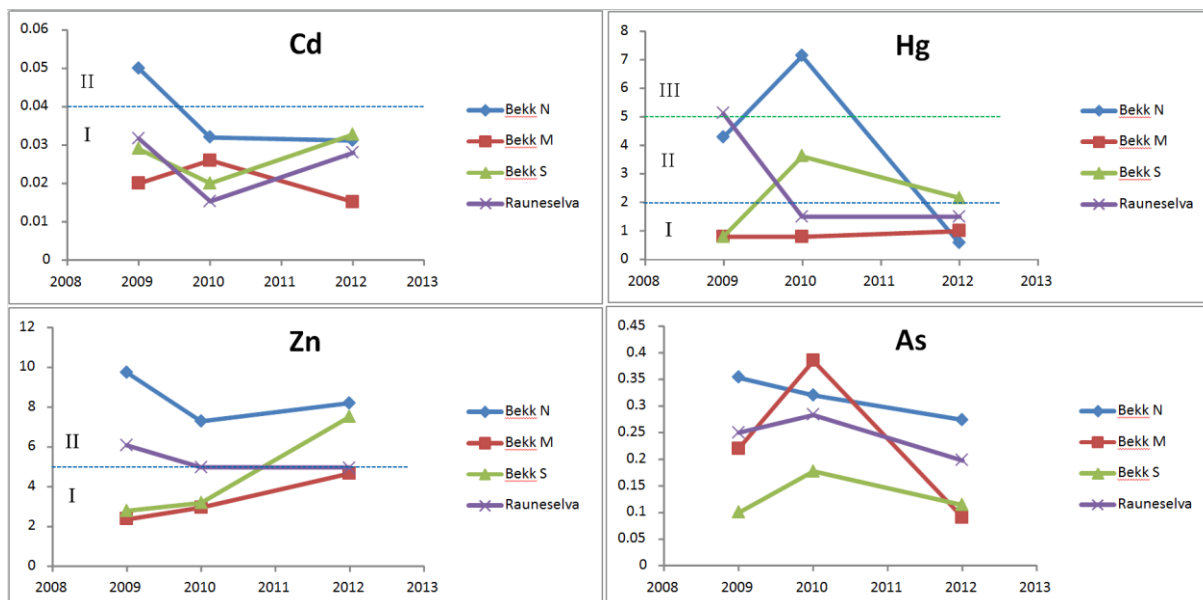 Cd
0.06
0.05
0.04
0.03
0.02
0.01
0
II
I
2008 2009 2010 2011 2012 2013
Bekk N
Bekk M
Bekk S
Rauneselva
Hg
8
7
6
5
4
3
2
1
0
III
II
I
2008 2009 2010 2011 2012 2013
Bekk N
Bekk M
Bekk S
Rauneselva
Zn
12
10
8
6
4
2
0
II
I
2008 2009 2010 2011 2012 2013
Bekk N
Bekk M
Bekk S
Rauneselva
As
0.45
0.4
0.35
0.3
0.25
0.2
0.15
0.1
0.05
0
2008 2009 2010 2011 2012 2013
Bekk N
Bekk M
Bekk S
Rauneselva